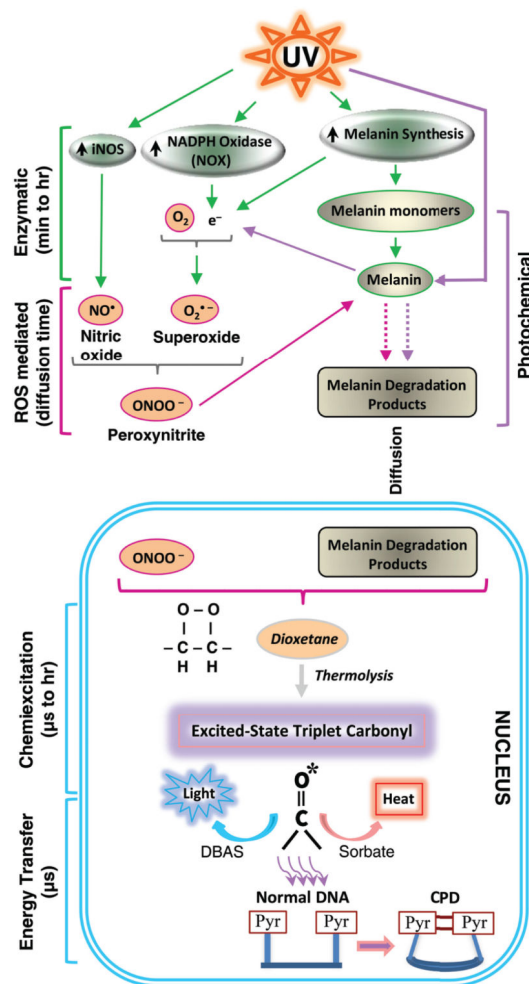 UV
iNOS
NADPH Oxidase
(NOX)
Melanin Synthesis
Enzymatic
(min to hr)
O2
e–
Melanin monomers
Melanin
Photochemical
ROS mediated
(diffusion time)
NO•
Nitric
oxide
O2•–
Superoxide
ONOO–
Peroxynitrite
Melanin Degradation
Products
Diffusion
ONOO–
Melanin Degradation
Products
Chemiexcitation
(µs to hr)
O – O
– C – C –
H H
Dioxetane
Thermolysis
Excited-State Triplet Carbonyl
NUCLEUS
Energy Transfer
(µs)
Light
O*
C
Heat
DBAS
Sorbate
Normal DNA
CPD
Pyr
Pyr
Pyr
Pyr